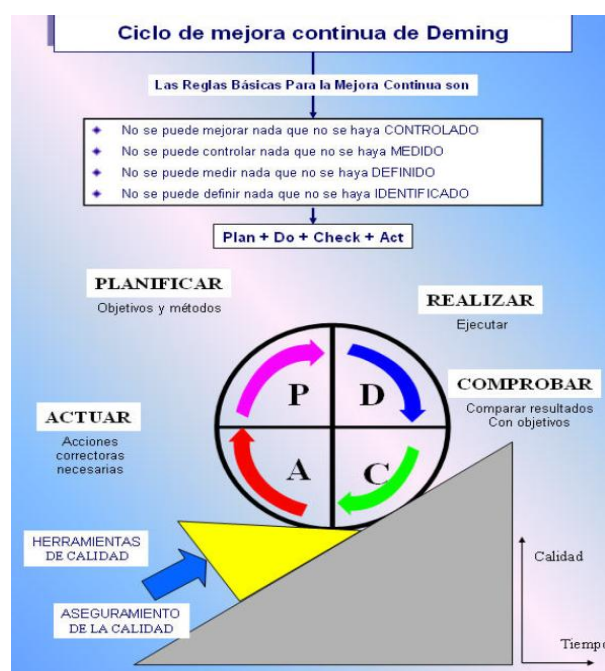 Ciclo de mejora continua de Deming
Las Reglas Básicas Para la Mejora Continua son
No se puede mejorar nada que no se haya CONTROLADO
No se puede controlar nada que no se haya MEDIDO
No se puede medir nada que no se haya DEFINIDO
No se puede definir nada que no se haya IDENTIFICADO
Plan + Do + Check + Act
PLANIFICAR
Objetivos y métodos
REALIZAR
Ejecutar
P
D
COMPROBAR
Comparar resultados
Con objetivos
ACTUAR
Acciones
correctoras
necesarias
A
C
HERRAMIENTAS
DE CALIDAD
ASEGURAMIENTO
DE LA CALIDAD
Calidad
Tiempo